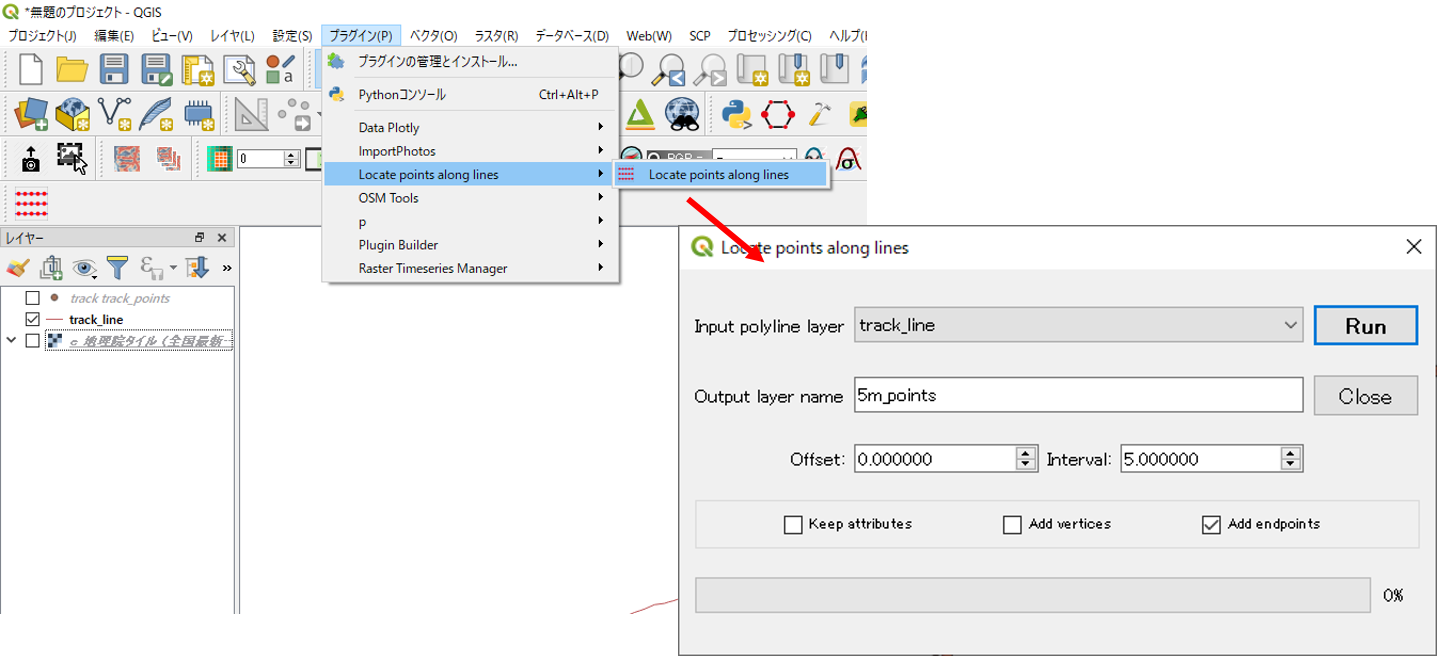 *無題のプロジェクト - QGIS
プロジェクト(J) 編集(E) ビュー(V) レイヤ(L) 設定(S) プラグイン(P) ベクタ(O) ラスタ(R) データベース(D) Web(W) SCP プロセッシング(C) ヘルプ(
プラグインの管理とインストール...
Pythonコンソール Ctrl+Alt+P
Data Plotly
ImportPhotos
Locate points along lines
Locate points along lines
OSM Tools
p
Plugin Builder
Raster Timeseries Manager
a
0
RGB =
σ
レイヤー
ε
»
track track_points
track_line
c_地理院タイル (全国最新
Locate points along lines
Input polyline layer track_line Run
Output layer name 5m_points Close
Offset: 0.000000 Interval: 5.000000
Keep attributes Add vertices Add endpoints
0%